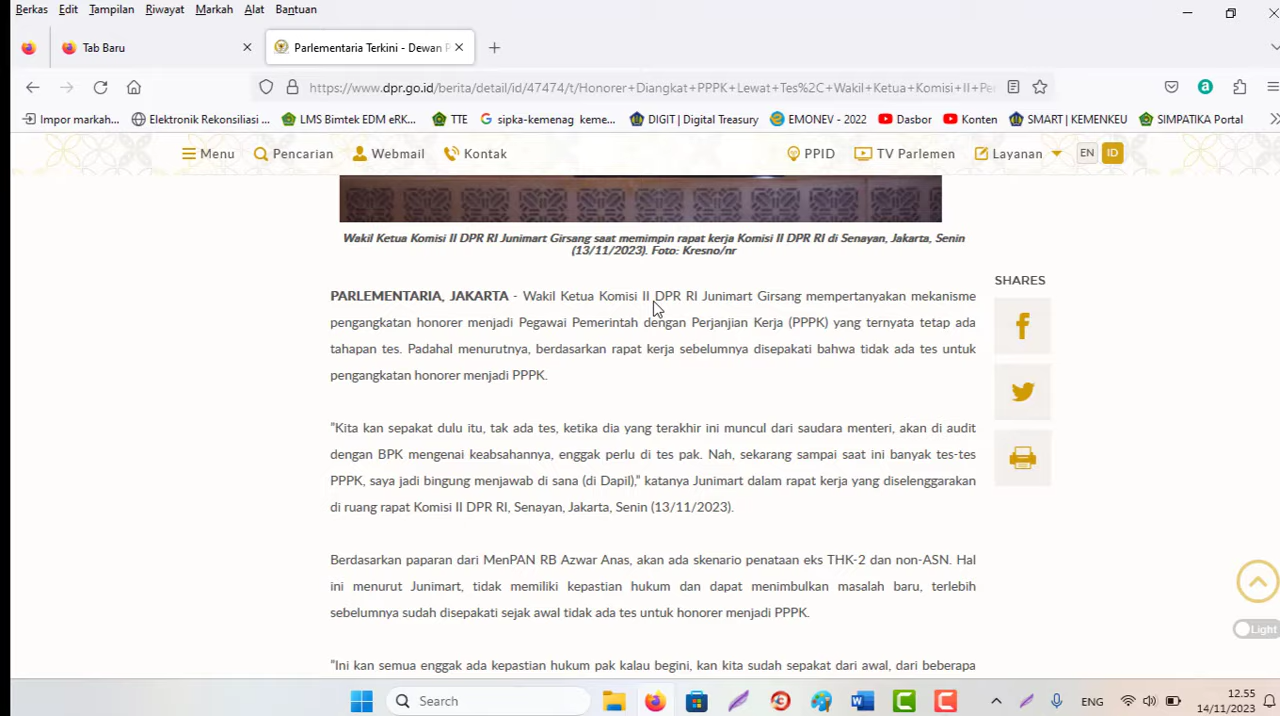 Berkas Edit Tampilan Riwayat Markah Alat Bantuan
Tab Baru
Parlementaria Terkini - Dewan P
https://www.dpr.go.id/berita/detail/id/47474/t/Honorer+Diangkat+PPPK+Lewat+Tes%2C+Wakil+Ketua+Komisi+II+Pe
Impor markah... Elektronik Rekonsiliasi ... LMS Bimtek EDM eRK... TTE sipka-kemenag keme... DIGIT | Digital Treasury EMONEV - 2022 Dasbor Konten SMART | KEMENKEU SIMPATIKA Portal
Menu Pencarian Webmail Kontak PPID TV Parlemen Layanan EN ID
Wakil Ketua Komisi II DPR RI Junimart Girsang saat memimpin rapat kerja Komisi II DPR RI di Senayan, Jakarta, Senin
(13/11/2023). Foto: Kresno/nr
SHARES
PARLEMENTARIA, JAKARTA - Wakil Ketua Komisi II DPR RI Junimart Girsang mempertanyakan mekanisme
pengangkatan honorer menjadi Pegawai Pemerintah dengan Perjanjian Kerja (PPPK) yang ternyata tetap ada
tahapan tes. Padahal menurutnya, berdasarkan rapat kerja sebelumnya disepakati bahwa tidak ada tes untuk
pengangkatan honorer menjadi PPPK.
"Kita kan sepakat dulu itu, tak ada tes, ketika dia yang terakhir ini muncul dari saudara menteri, akan di audit
dengan BPK mengenai keabsahannya, enggak perlu di tes pak. Nah, sekarang sampai saat ini banyak tes-tes
PPPK, saya jadi bingung menjawab di sana (di Dapil)," katanya Junimart dalam rapat kerja yang diselenggarakan
di ruang rapat Komisi II DPR RI, Senayan, Jakarta, Senin (13/11/2023).
Berdasarkan paparan dari MenPAN RB Azwar Anas, akan ada skenario penataan eks THK-2 dan non-ASN. Hal
ini menurut Junimart, tidak memiliki kepastian hukum dan dapat menimbulkan masalah baru, terlebih
sebelumnya sudah disepakati sejak awal tidak ada tes untuk honorer menjadi PPPK.
Light
"Ini kan semua enggak ada kepastian hukum pak kalau begini, kan kita sudah sepakat dari awal, dari beberapa
Search
ENG
12.55
14/11/2023